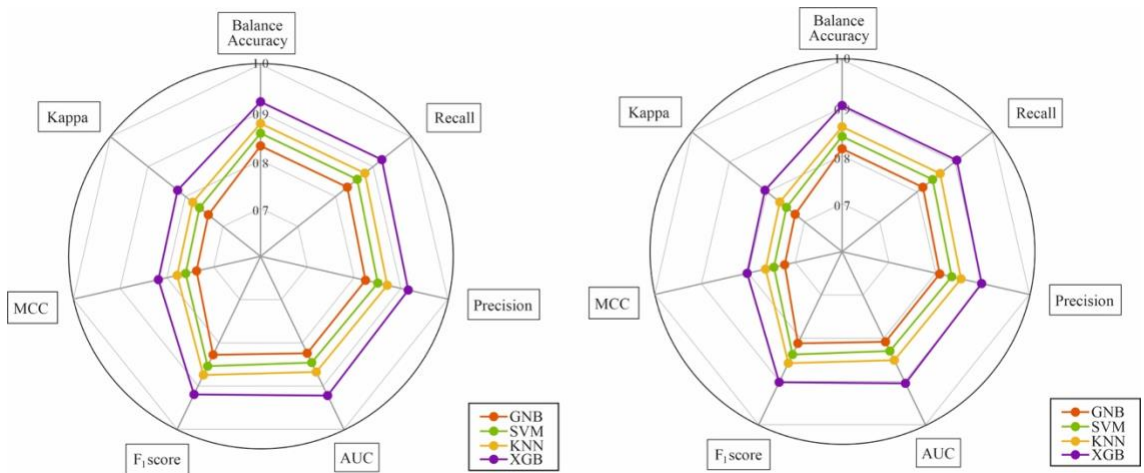 Balance
Accuracy
1.0
0.9
0.8
0.7
Kappa
Recall
MCC
Precision
F₁ score
AUC
GNB
SVM
KNN
XGB
Balance
Accuracy
1.0
0.9
0.8
0.7
Kappa
Recall
MCC
Precision
F₁ score
AUC
GNB
SVM
KNN
XGB